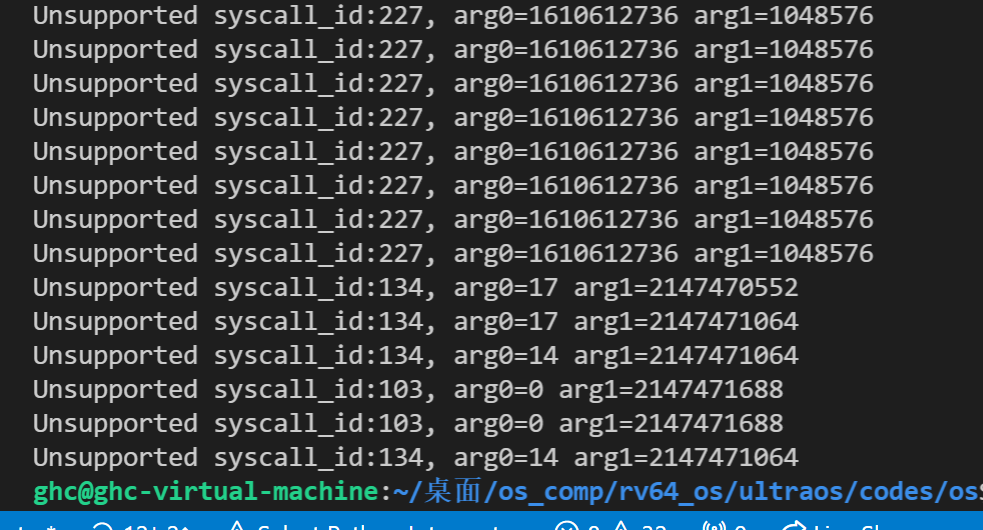 Unsupported syscall_id:227, arg0=1610612736 arg1=1048576
Unsupported syscall_id:227, arg0=1610612736 arg1=1048576
Unsupported syscall_id:227, arg0=1610612736 arg1=1048576
Unsupported syscall_id:227, arg0=1610612736 arg1=1048576
Unsupported syscall_id:227, arg0=1610612736 arg1=1048576
Unsupported syscall_id:227, arg0=1610612736 arg1=1048576
Unsupported syscall_id:227, arg0=1610612736 arg1=1048576
Unsupported syscall_id:227, arg0=1610612736 arg1=1048576
Unsupported syscall_id:134, arg0=17 arg1=2147470552
Unsupported syscall_id:134, arg0=17 arg1=2147471064
Unsupported syscall_id:134, arg0=14 arg1=2147471064
Unsupported syscall_id:103, arg0=0 arg1=2147471688
Unsupported syscall_id:103, arg0=0 arg1=2147471688
Unsupported syscall_id:134, arg0=14 arg1=2147471064
ghc@ghc-virtual-machine:~/桌面/os_comp/rv64_os/ultraos/codes/os$